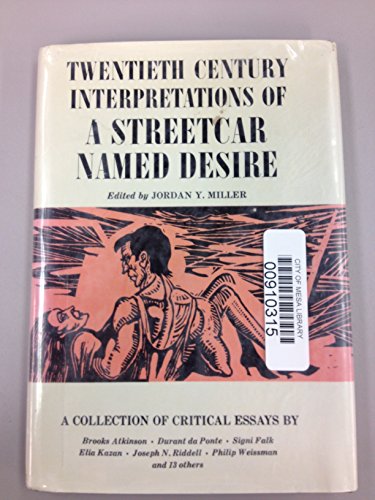 TWENTIETH CENTURY
INTERPRETATIONS OF
A STREETCAR
NAMED DESIRE
Edited by JORDAN Y. MILLER
CITY OF MESA LIBRARY
00910315
A COLLECTION OF CRITICAL ESSAYS BY
Brooks Atkinson • Durant da Ponte • Signi Falk
Elia Kazan • Joseph N. Riddell • Philip Weissman
and 13 others